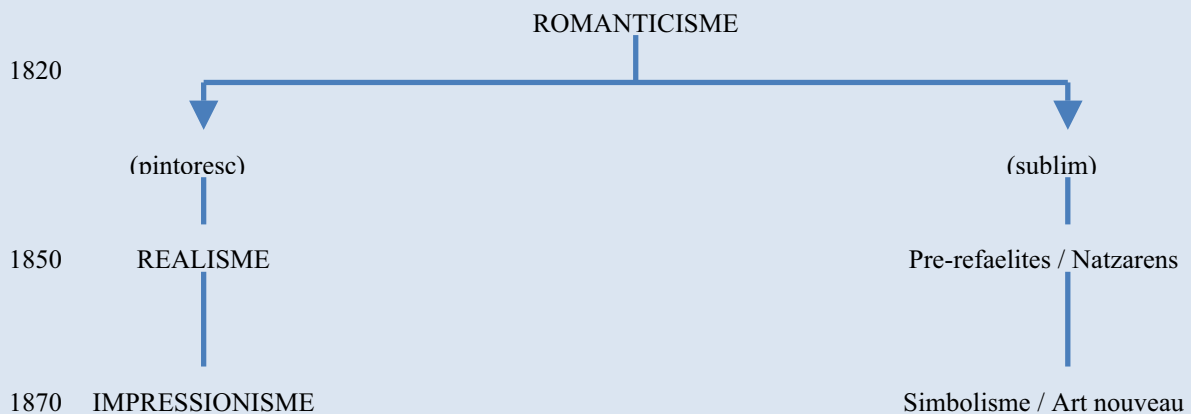 ROMANTICISME
1820
(pintoresc) (sublim)
1850 REALISME Pre-refaelites / Natzarens
1870 IMPRESSIONISME Simbolisme / Art nouveau